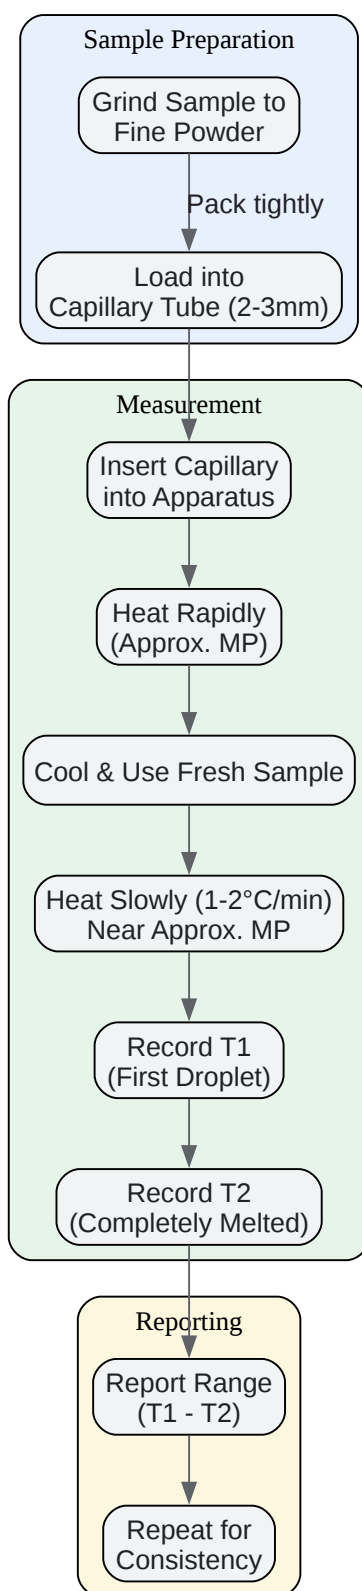 Sample Preparation
Grind Sample to
Fine Powder
Pack tightly
Load into
Capillary Tube (2-3mm)
Measurement
Insert Capillary
into Apparatus
Heat Rapidly
(Approx. MP)
Cool & Use Fresh Sample
Heat Slowly (1-2°C/min)
Near Approx. MP
Record T1
(First Droplet)
Record T2
(Completely Melted)
Reporting
Report Range
(T1 - T2)
Repeat for
Consistency